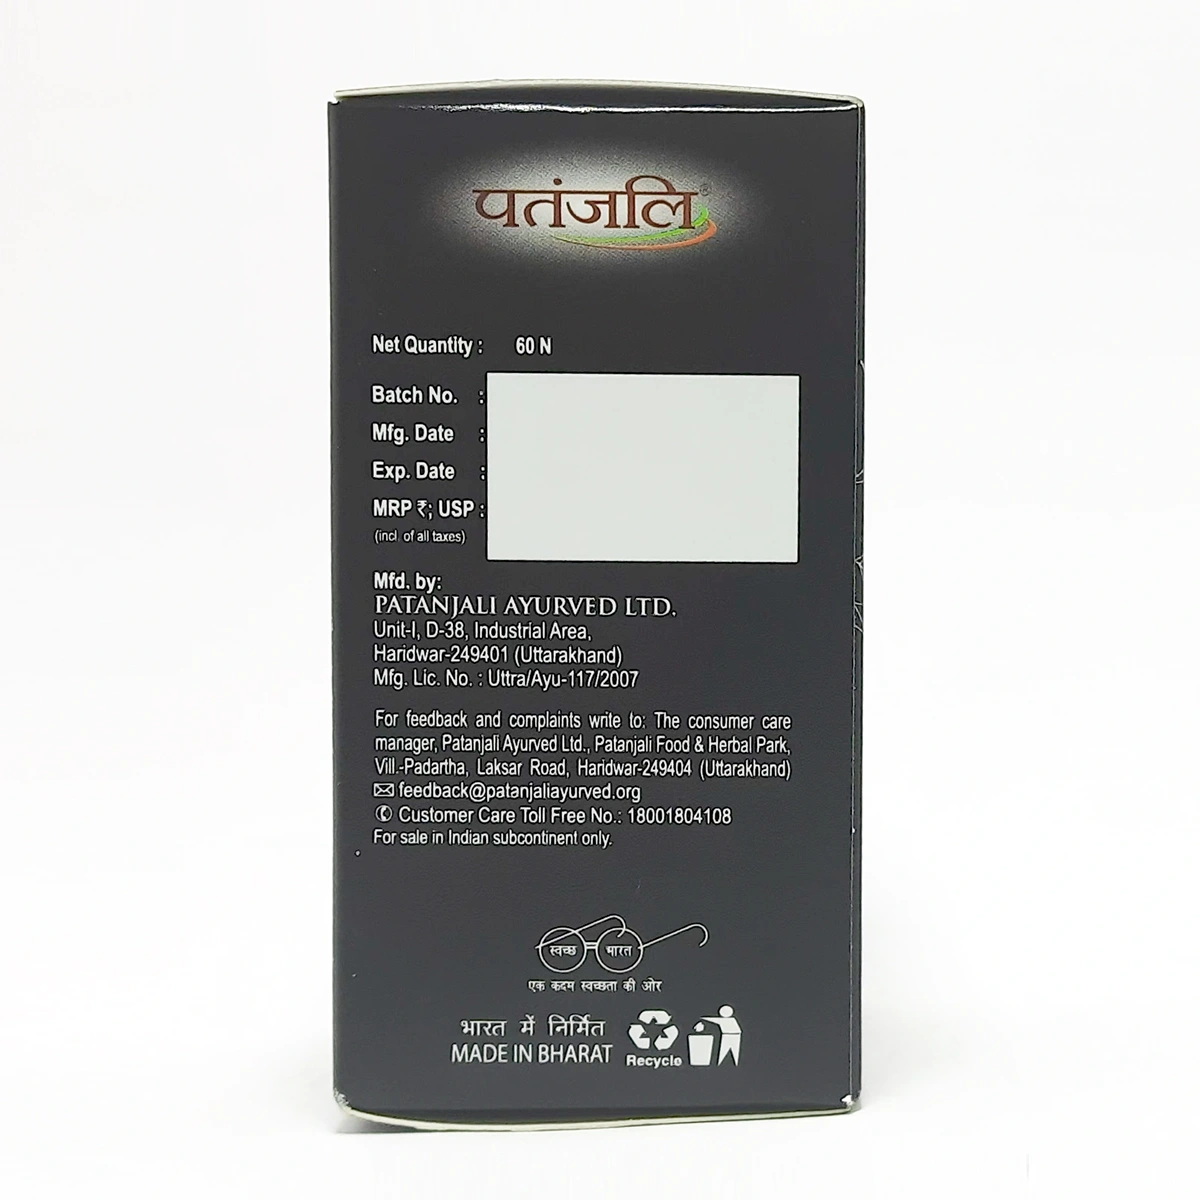 पतंजलि®
Net Quantity : 60 N
Batch No. :
Mfg. Date :
Exp. Date :
MRP ₹; USP :
(incl of all taxes)
Mfd. by:
PATANJALI AYURVED LTD.
Unit-I, D-38, Industrial Area,
Haridwar-249401 (Uttarakhand)
Mfg. Lic. No. : Uttra/Ayu-117/2007
For feedback and complaints write to: The consumer care
manager, Patanjali Ayurved Ltd., Patanjali Food & Herbal Park,
Vill.-Padartha, Laksar Road, Haridwar-249404 (Uttarakhand)
feedback@patanjaliayurved.org
Customer Care Toll Free No.: 18001804108
For sale in Indian subcontinent only.
स्वच्छ भारत
एक कदम स्वच्छता की ओर
भारत में निर्मित
MADE IN BHARAT
Recycle